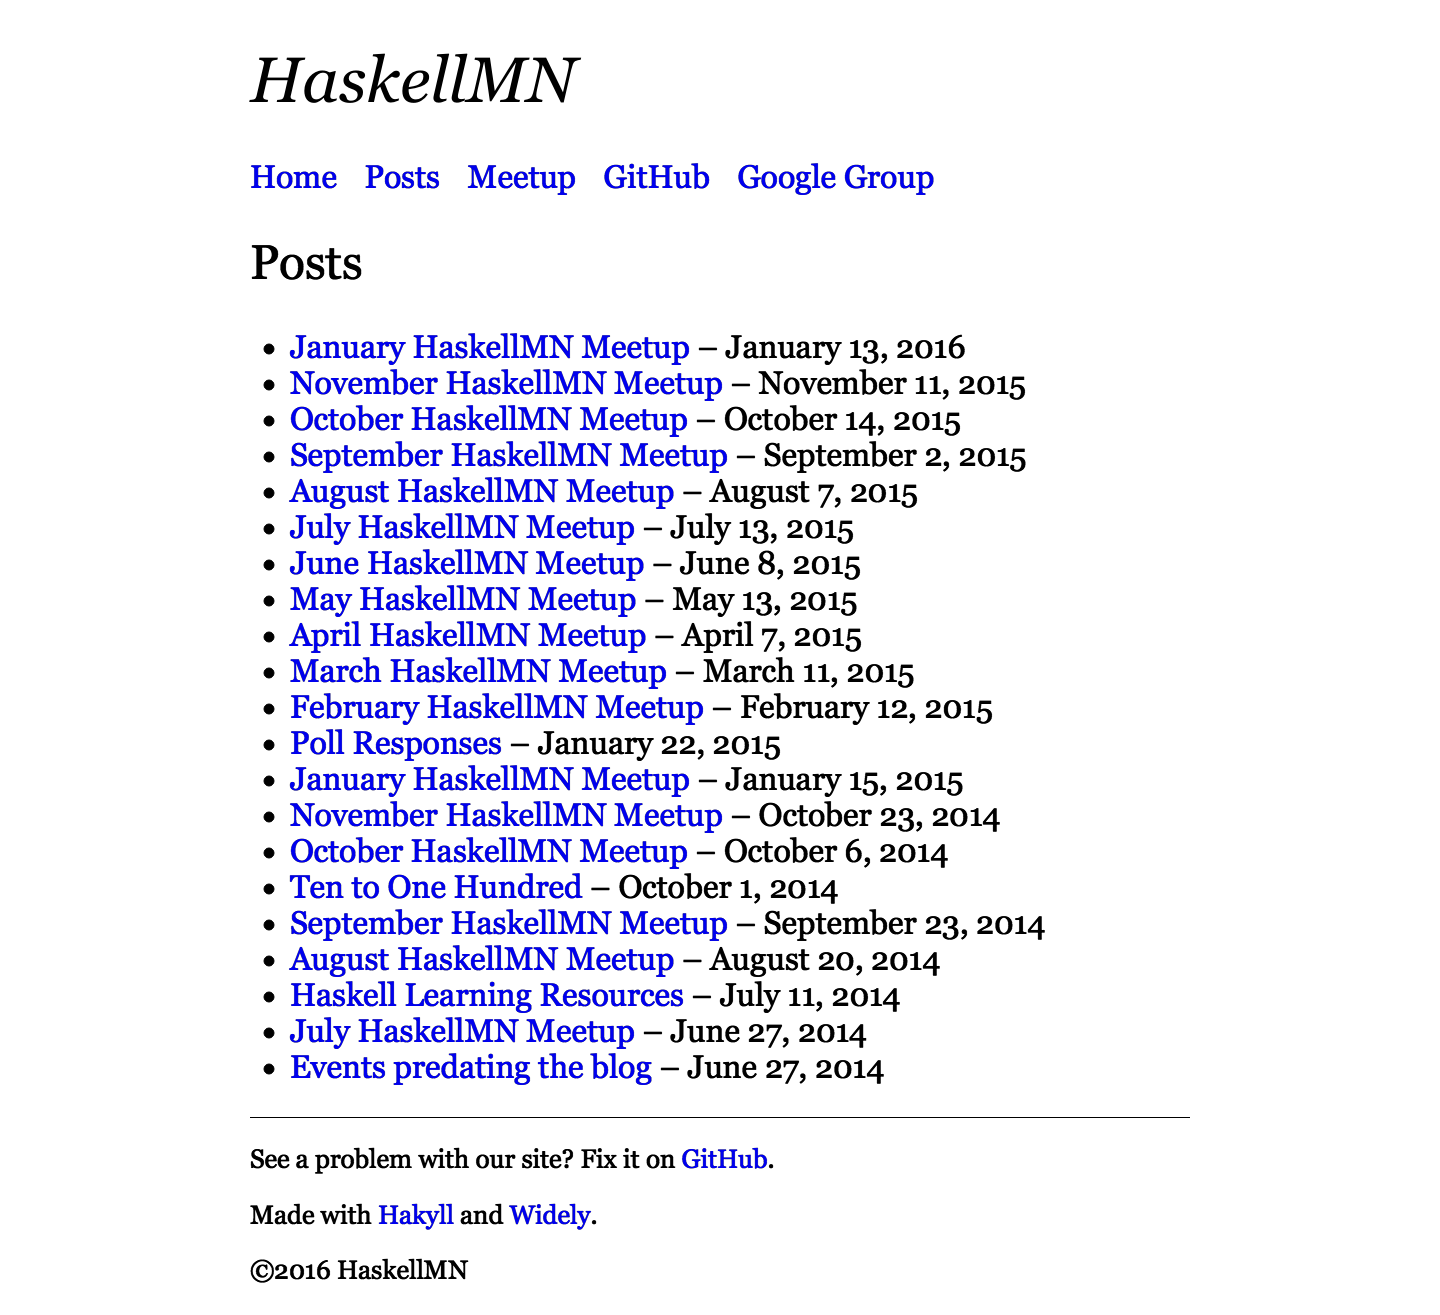 HaskellMN
Home Posts Meetup GitHub Google Group
Posts
• January HaskellMN Meetup – January 13, 2016
• November HaskellMN Meetup – November 11, 2015
• October HaskellMN Meetup – October 14, 2015
• September HaskellMN Meetup – September 2, 2015
• August HaskellMN Meetup – August 7, 2015
• July HaskellMN Meetup – July 13, 2015
• June HaskellMN Meetup – June 8, 2015
• May HaskellMN Meetup – May 13, 2015
• April HaskellMN Meetup – April 7, 2015
• March HaskellMN Meetup – March 11, 2015
• February HaskellMN Meetup – February 12, 2015
• Poll Responses – January 22, 2015
• January HaskellMN Meetup – January 15, 2015
• November HaskellMN Meetup – October 23, 2014
• October HaskellMN Meetup – October 6, 2014
• Ten to One Hundred – October 1, 2014
• September HaskellMN Meetup – September 23, 2014
• August HaskellMN Meetup – August 20, 2014
• Haskell Learning Resources – July 11, 2014
• July HaskellMN Meetup – June 27, 2014
• Events predating the blog – June 27, 2014
See a problem with our site? Fix it on GitHub.
Made with Hakyll and Widely.
©2016 HaskellMN